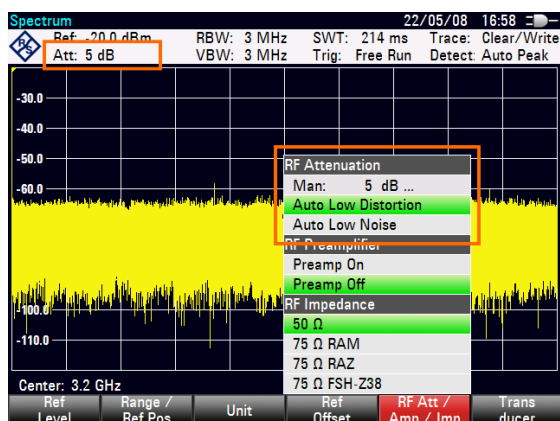 Spectrum 22/05/08 16:58
Ref: -20.0 dBm RBW: 3 MHz SWT: 214 ms Trace: Clear/Write
Att: 5 dB VBW: 3 MHz Trig: Free Run Detect: Auto Peak
-30.0
-40.0
-50.0
-60.0
-100.0
-110.0
RF Attenuation
Man: 5 dB ...
Auto Low Distortion
Auto Low Noise
RF Preamplifier
Preamp On
Preamp Off
RF Impedance
50 Ω
75 Ω RAM
75 Ω RAZ
75 Ω FSH-Z38
Center: 3.2 GHz
Ref Level
Range / Ref Pos
Unit
Ref Offset
RF Att / Amp / Imp
Trans ducer